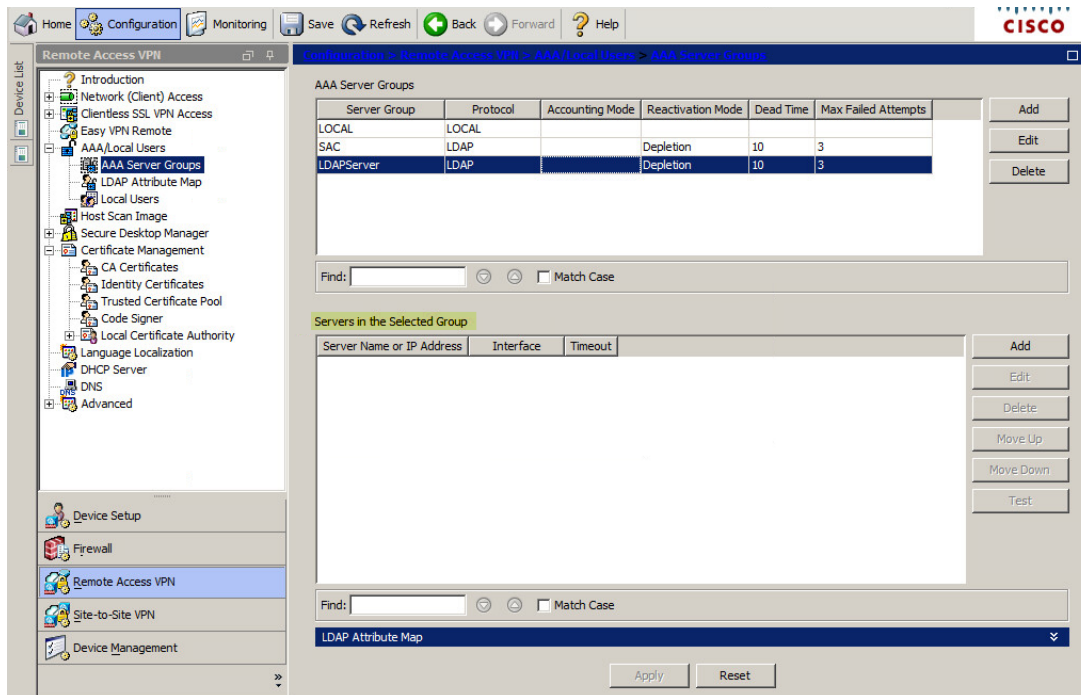 Home Configuration Monitoring Save Refresh Back Forward Help
CISCO
Device List
Remote Access VPN
Introduction
Network (Client) Access
Clientless SSL VPN Access
Easy VPN Remote
AAA/Local Users
AAA Server Groups
LDAP Attribute Map
Local Users
Host Scan Image
Secure Desktop Manager
Certificate Management
CA Certificates
Identity Certificates
Trusted Certificate Pool
Code Signer
Local Certificate Authority
Language Localization
DHCP Server
DNS DNS
Advanced
Device Setup
Firewall
Remote Access VPN
Site-to-Site VPN
Device Management
Configuration > Remote Access VPN > AAA/Local Users > AAA Server Groups
AAA Server Groups
Server Group Protocol Accounting Mode Reactivation Mode Dead Time Max Failed Attempts
LOCAL LOCAL
SAC LDAP Depletion 10 3
LDAPServer LDAP Depletion 10 3
Add
Edit
Delete
Find: Match Case
Servers in the Selected Group
Server Name or IP Address Interface Timeout
Add
Edit
Delete
Move Up
Move Down
Test
Find: Match Case
LDAP Attribute Map
Apply Reset